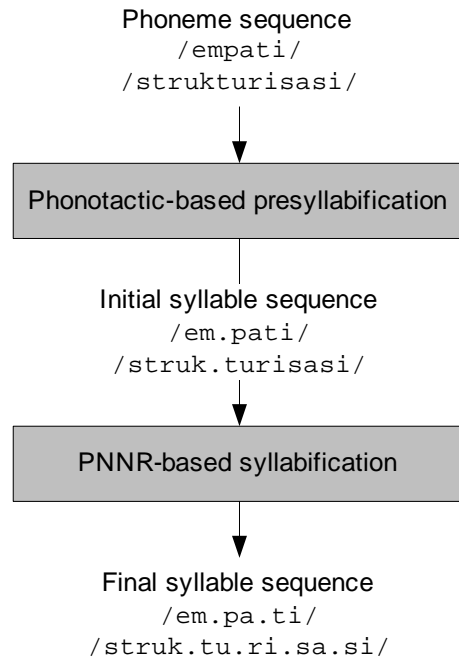 Phoneme sequence
/empati/
/strukturisasi/
Phonotactic-based presyllabification
Initial syllable sequence
/em.pati/
/struk.turisasi/
PNNR-based syllabification
Final syllable sequence
/em.pa.ti/
/struk.tu.ri.sa.si/